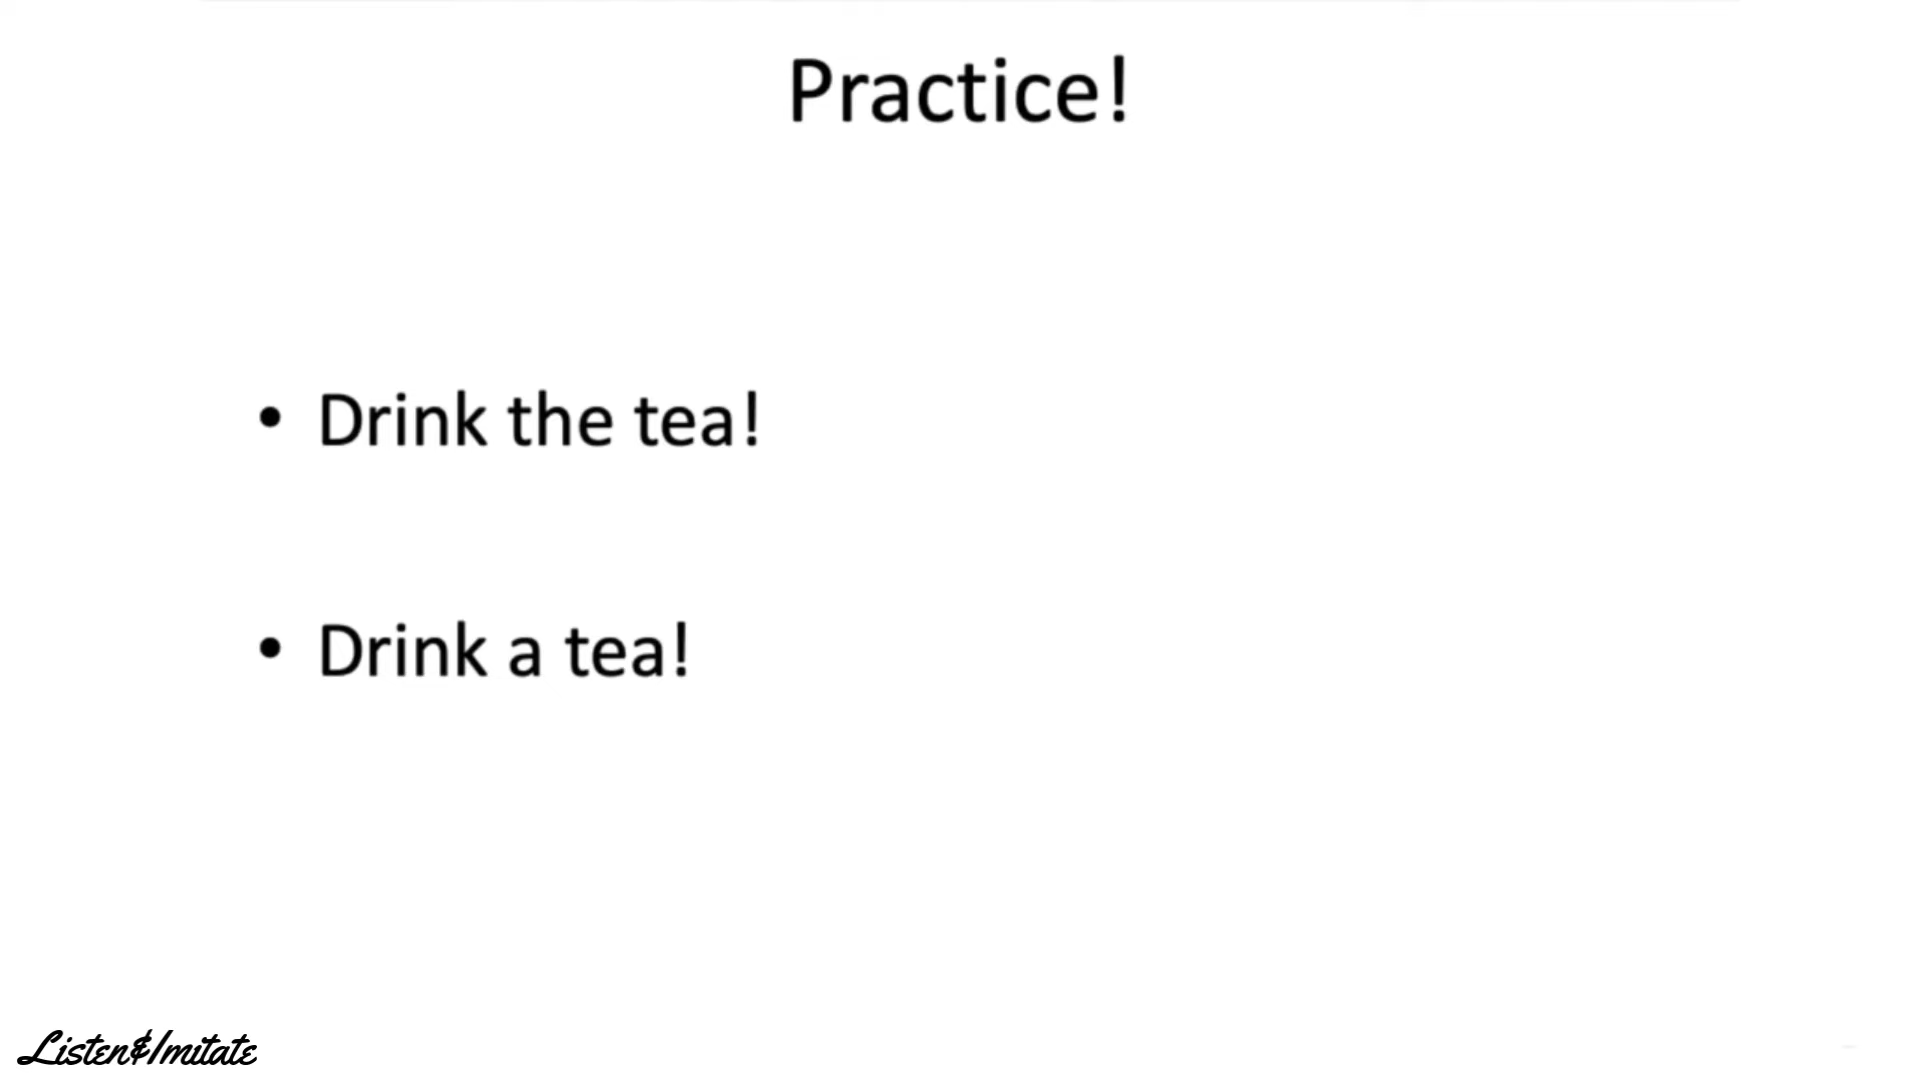 Practice!
• Drink the tea!
• Drink a tea!
Listen&Imitate